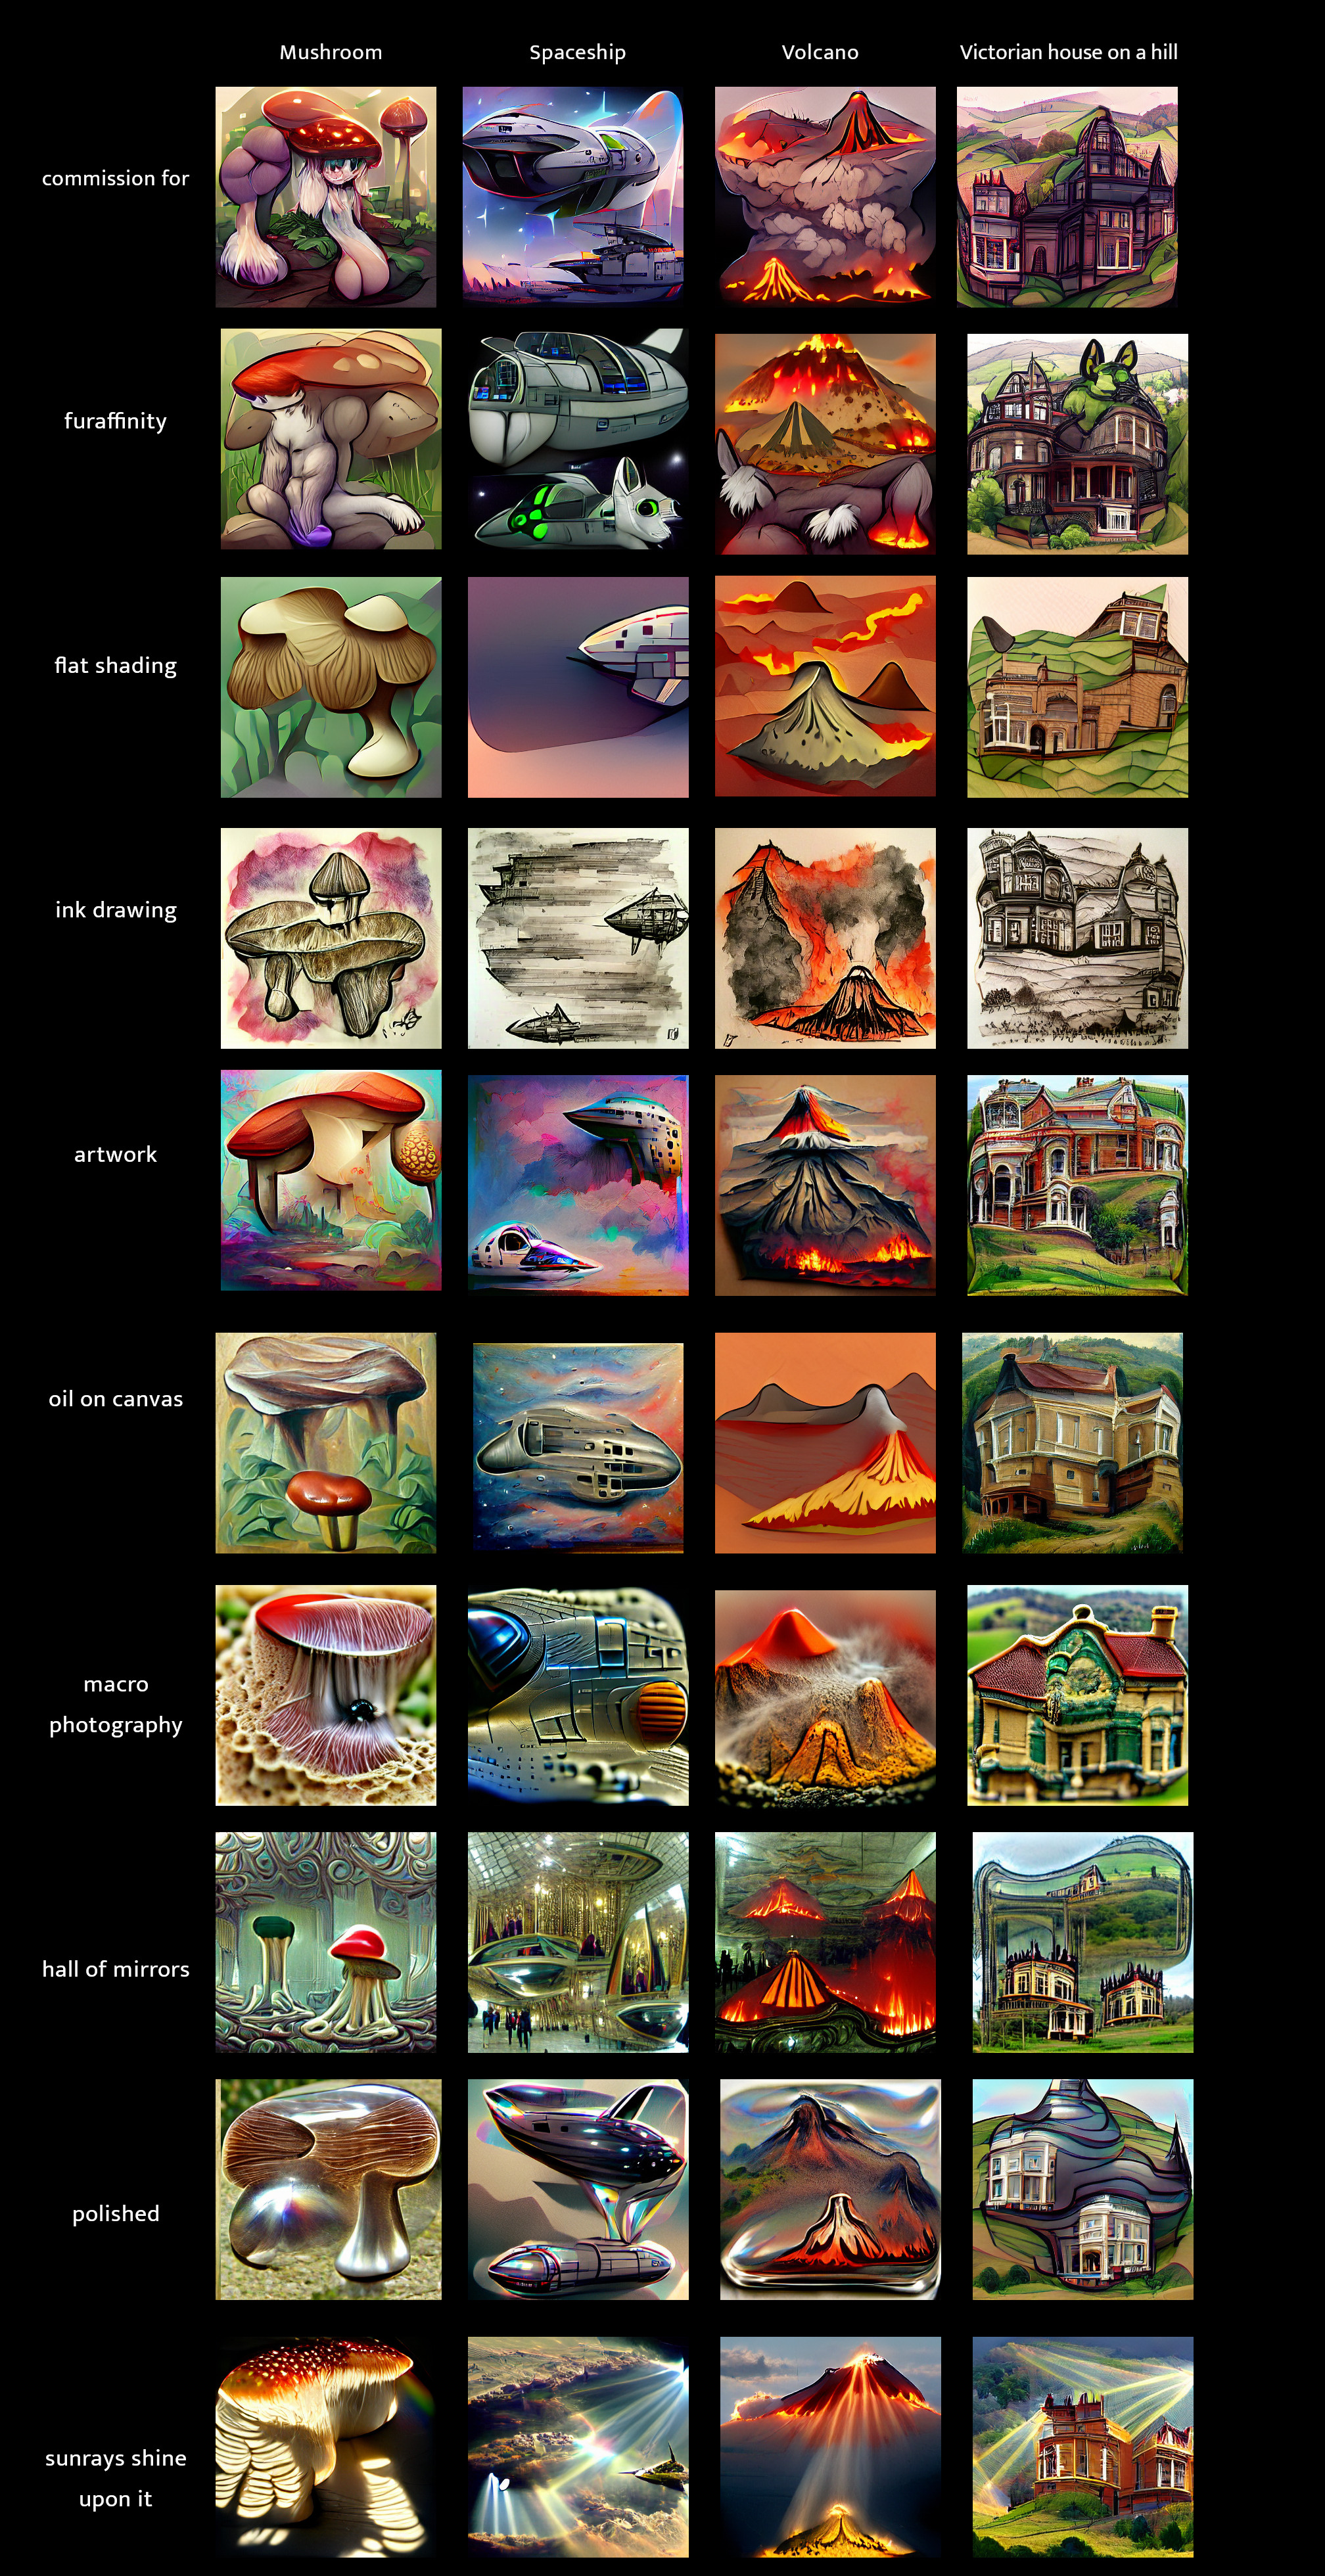 Mushroom Spaceship Volcano Victorian house on a hill
commission for
furaffinity
flat shading
ink drawing
artwork
oil on canvas
macro
photography
hall of mirrors
polished
sunrays shine
upon it